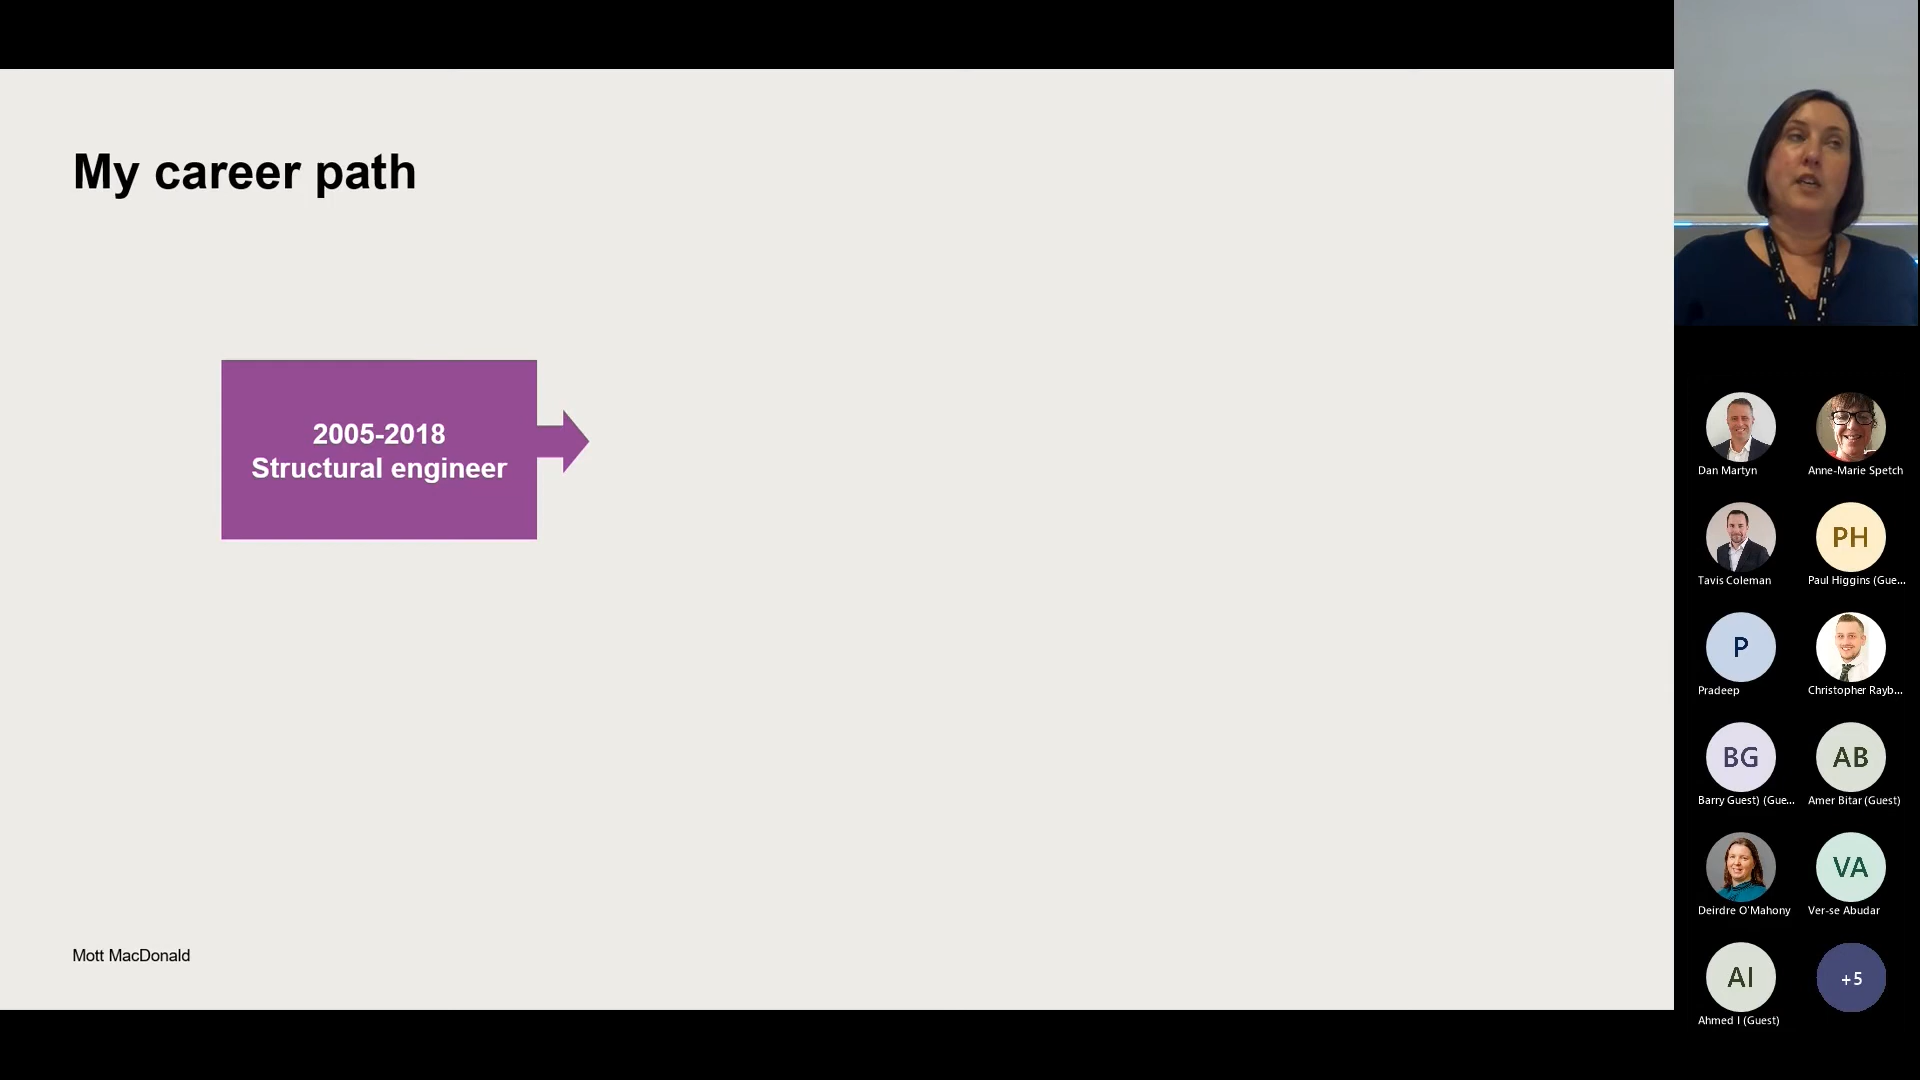 My career path
2005-2018
Structural engineer
Mott MacDonald
Dan Martyn
Anne-Marie Spetch
Tavis Coleman
PH
Paul Higgins (Gue...
P
Pradeep
Christopher Rayb...
BG
Barry Guest) (Gue...
AB
Amer Bitar (Guest)
Deirdre O'Mahony
VA
Ver-se Abudar
AI
Ahmed I (Guest)
+5